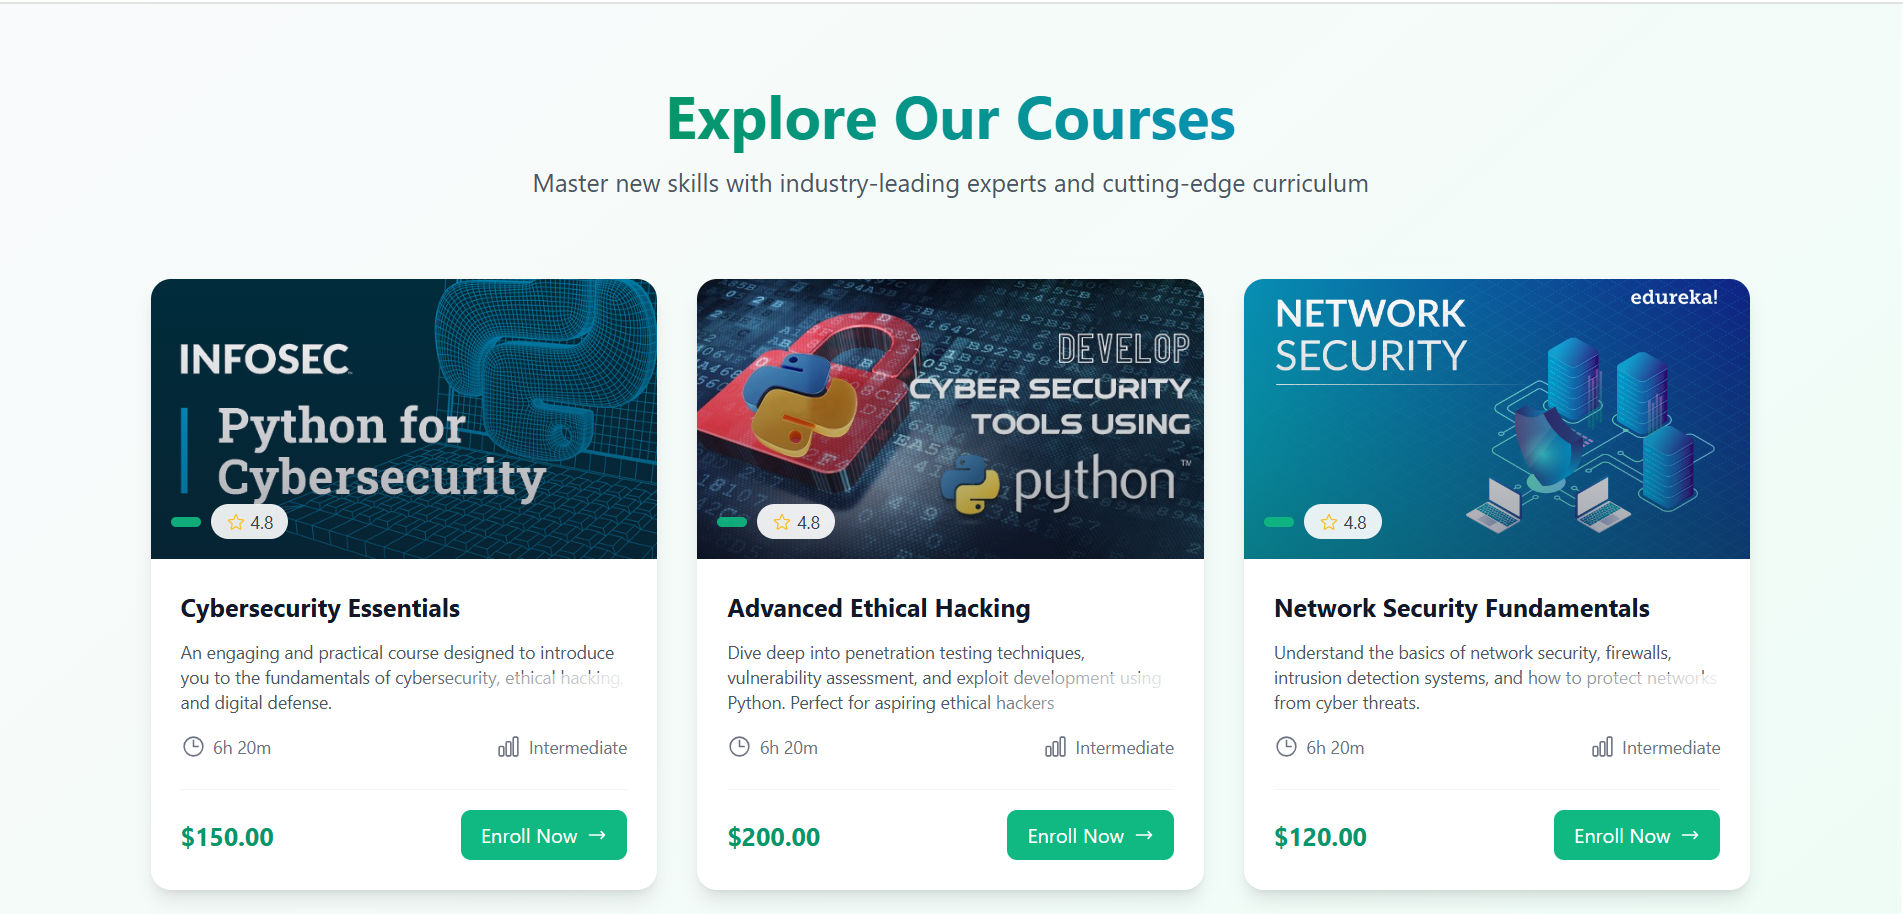 Explore Our Courses
Master new skills with industry-leading experts and cutting-edge curriculum
INFOSEC
Python for
Cybersecurity
4.8
Cybersecurity Essentials
An engaging and practical course designed to introduce
you to the fundamentals of cybersecurity, ethical hacking,
and digital defense.
6h 20m
Intermediate
$150.00
Enroll Now →
DEVELOP
CYBER SECURITY
TOOLS USING
python™
4.8
Advanced Ethical Hacking
Dive deep into penetration testing techniques,
vulnerability assessment, and exploit development using
Python. Perfect for aspiring ethical hackers
6h 20m
Intermediate
$200.00
Enroll Now →
edureka!
NETWORK
SECURITY
4.8
Network Security Fundamentals
Understand the basics of network security, firewalls,
intrusion detection systems, and how to protect networks
from cyber threats.
6h 20m
Intermediate
$120.00
Enroll Now →